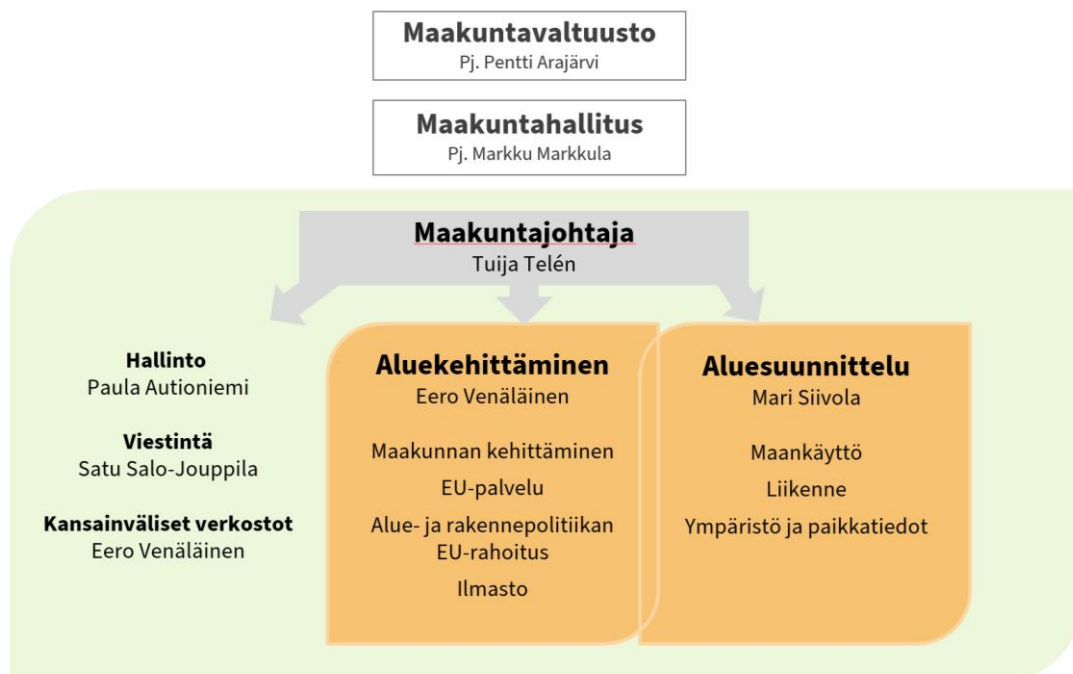 Maakuntavaltuusto
Pj. Pentti Arajärvi
Maakuntahallitus
Pj. Markku Markkula
Maakuntajohtaja
Tuija Telén
Hallinto
Paula Autioniemi
Viestintä
Satu Salo-Jouppila
Kansainväliset verkostot
Eero Venäläinen
Aluekehittäminen
Eero Venäläinen
Maakunnan kehittäminen
EU-palvelu
Alue- ja rakennepolitiikan
EU-rahoitus
Ilmasto
Aluesuunnittelu
Mari Siivola
Maankäyttö
Liikenne
Ympäristö ja paikkatiedot